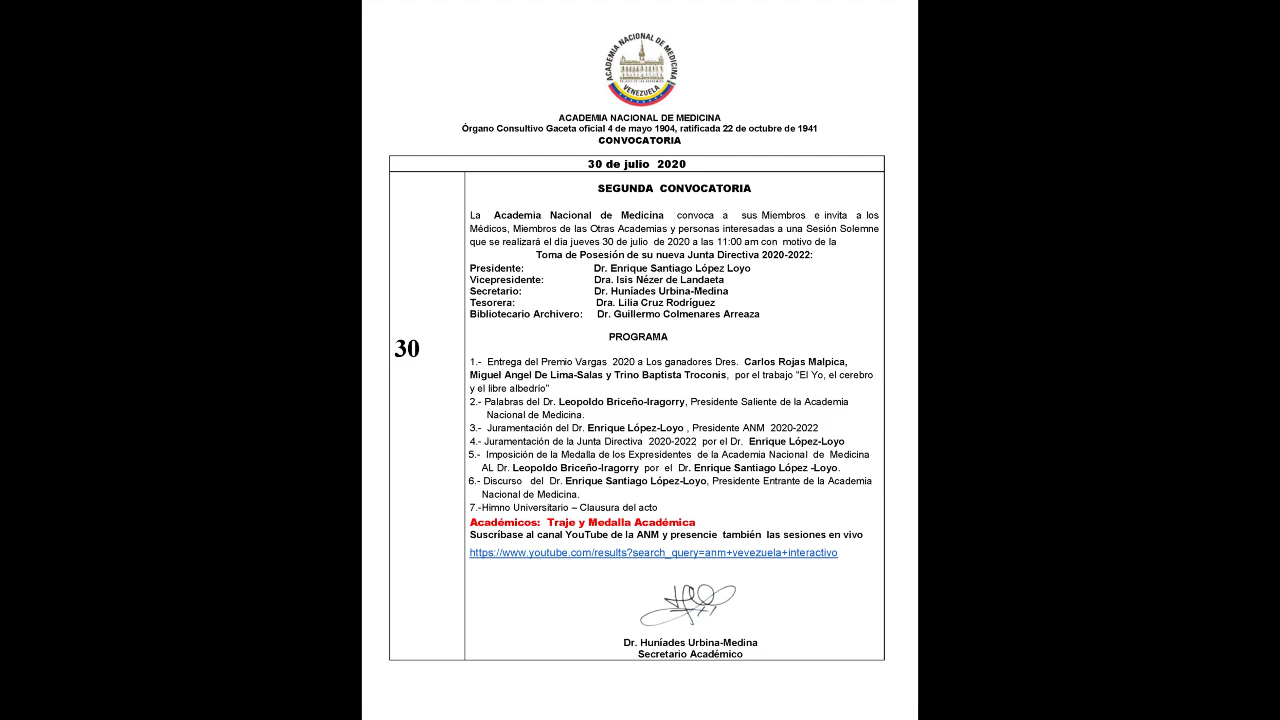 ACADEMIA NACIONAL DE MEDICINA
VENEZUELA
ACADEMIA NACIONAL DE MEDICINA
Órgano Consultivo Gaceta oficial 4 de mayo 1904, ratificada 22 de octubre de 1941
CONVOCATORIA
30 de julio 2020
30
SEGUNDA CONVOCATORIA
La Academia Nacional de Medicina convoca a sus Miembros e invita a los
Médicos, Miembros de las Otras Academias y personas interesadas a una Sesión Solemne
que se realizará el día jueves 30 de julio de 2020 a las 11:00 am con motivo de la
Toma de Posesión de su nueva Junta Directiva 2020-2022:
Presidente: Dr. Enrique Santiago López Loyo
Vicepresidente: Dra. Isis Nézer de Landaeta
Secretario: Dr. Huníades Urbina-Medina
Tesorera: Dra. Lilia Cruz Rodríguez
Bibliotecario Archivero: Dr. Guillermo Colmenares Arreaza
PROGRAMA
1.- Entrega del Premio Vargas 2020 a Los ganadores Dres. Carlos Rojas Malpica,
Miguel Angel De Lima-Salas y Trino Baptista Troconis, por el trabajo "El Yo, el cerebro
y el libre albedrío"
2.- Palabras del Dr. Leopoldo Briceño-Iragorry, Presidente Saliente de la Academia
Nacional de Medicina.
3.- Juramentación del Dr. Enrique López-Loyo , Presidente ANM 2020-2022
4.- Juramentación de la Junta Directiva 2020-2022 por el Dr. Enrique López-Loyo
5.- Imposición de la Medalla de los Expresidentes de la Academia Nacional de Medicina
AL Dr. Leopoldo Briceño-Iragorry por el Dr. Enrique Santiago López -Loyo.
6.- Discurso del Dr. Enrique Santiago López-Loyo, Presidente Entrante de la Academia
Nacional de Medicina.
7.-Himno Universitario – Clausura del acto
Académicos: Traje y Medalla Académica
Suscríbase al canal YouTube de la ANM y presencie también las sesiones en vivo
https://www.youtube.com/results?search_query=anm+vevezuela+interactivo
Dr. Huníades Urbina-Medina
Secretario Académico